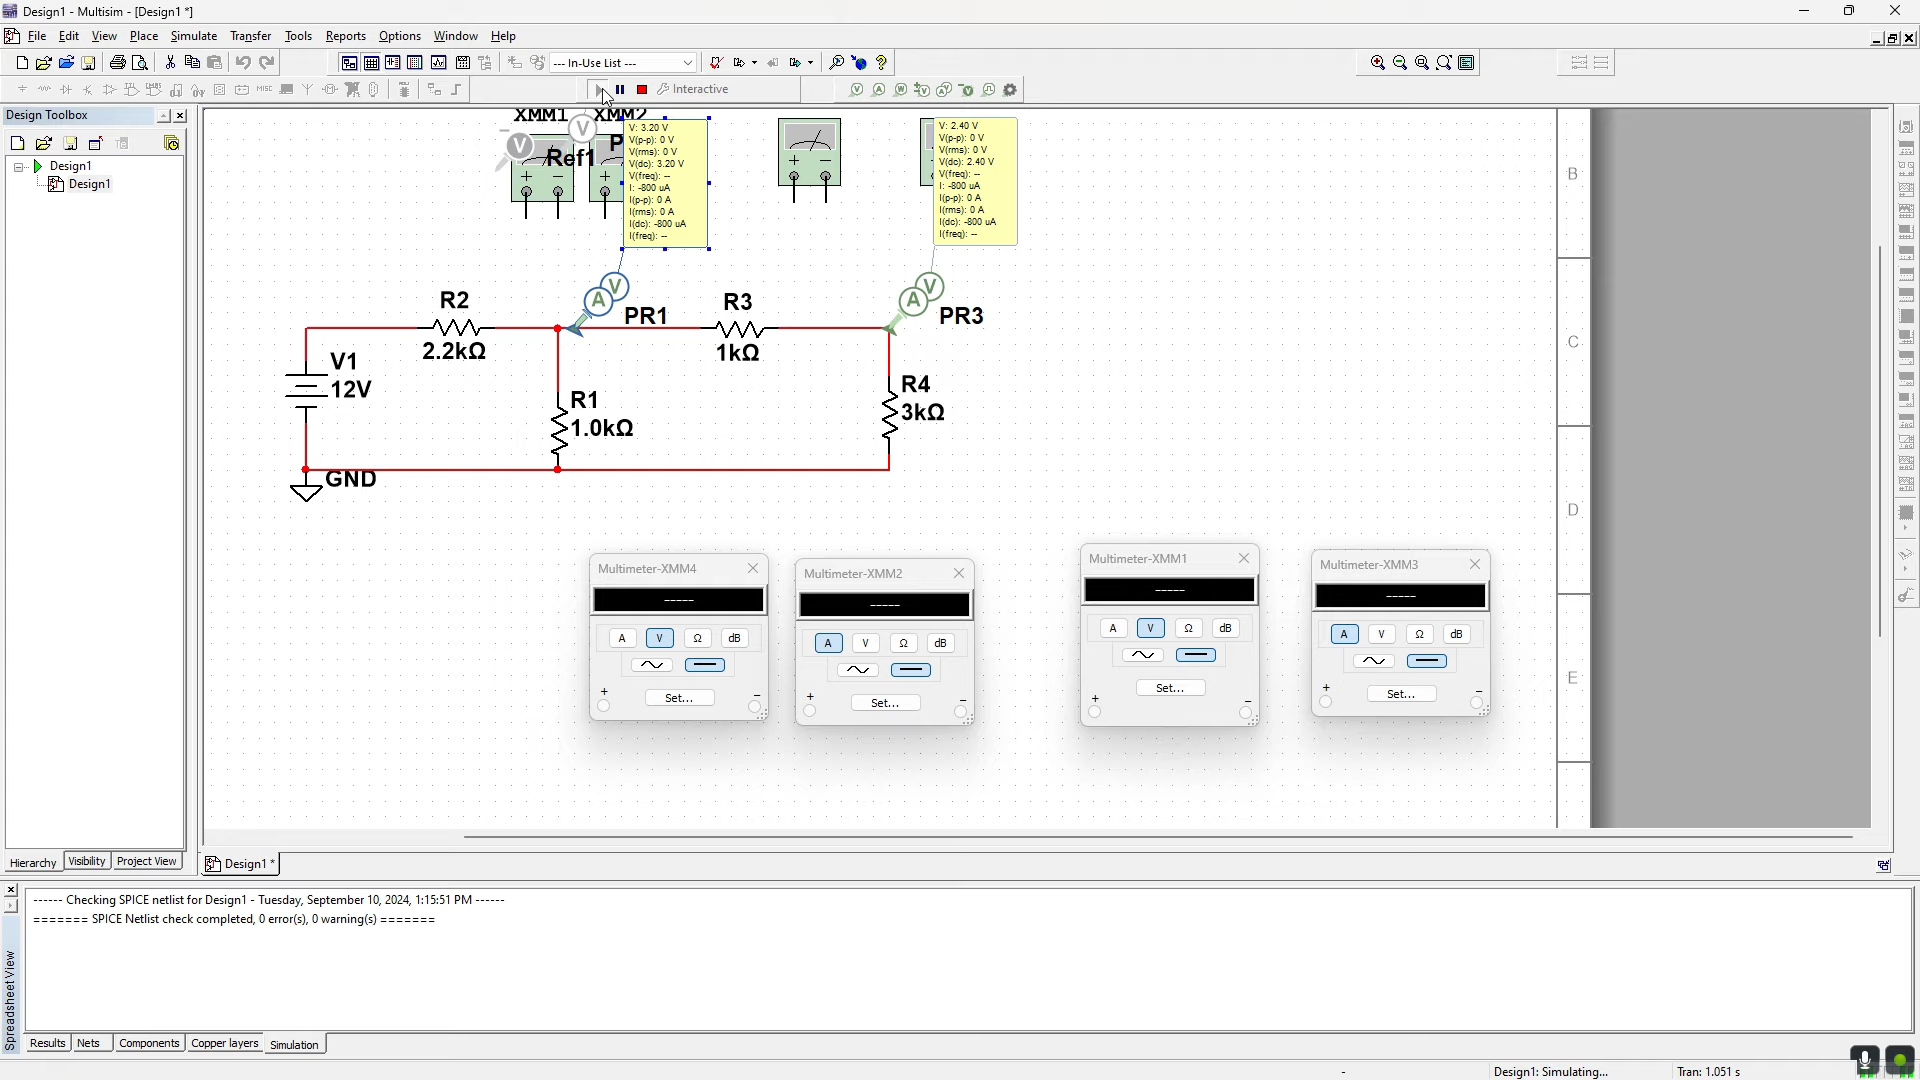 Design1 - Multisim - [Design1 *]
File Edit View Place Simulate Transfer Tools Reports Options Window Help
--- In-Use List ---
Interactive
Design Toolbox
Design1
Design1
Hierarchy Visibility Project View
XMM1 XMM2
Ref1
P
V: 3.20 V
V(p-p): 0 V
V(rms): 0 V
V(dc): 3.20 V
V(freq): --
I: -800 uA
I(p-p): 0 A
I(rms): 0 A
I(dc): -800 uA
I(freq): --
V: 2.40 V
V(p-p): 0 V
V(rms): 0 V
V(dc): 2.40 V
V(freq): --
I: -800 uA
I(p-p): 0 A
I(rms): 0 A
I(dc): -800 uA
I(freq): --
V
V
A V
A V
PR1
PR3
R2
2.2kΩ
R3
1kΩ
V1
12V
R1
1.0kΩ
R4
3kΩ
GND
B
C
D
E
Multimeter-XMM4
-----
A V Ω dB
+ −
Set...
Multimeter-XMM2
-----
A V Ω dB
+ −
Set...
Multimeter-XMM1
-----
A V Ω dB
+ −
Set...
Multimeter-XMM3
-----
A V Ω dB
+ −
Set...
Design1 *
------ Checking SPICE netlist for Design1 - Tuesday, September 10, 2024, 1:15:51 PM ------
======= SPICE Netlist check completed, 0 error(s), 0 warning(s) =======
Spreadsheet View
Results Nets Components Copper layers Simulation
- Design1: Simulating... Tran: 1.051 s